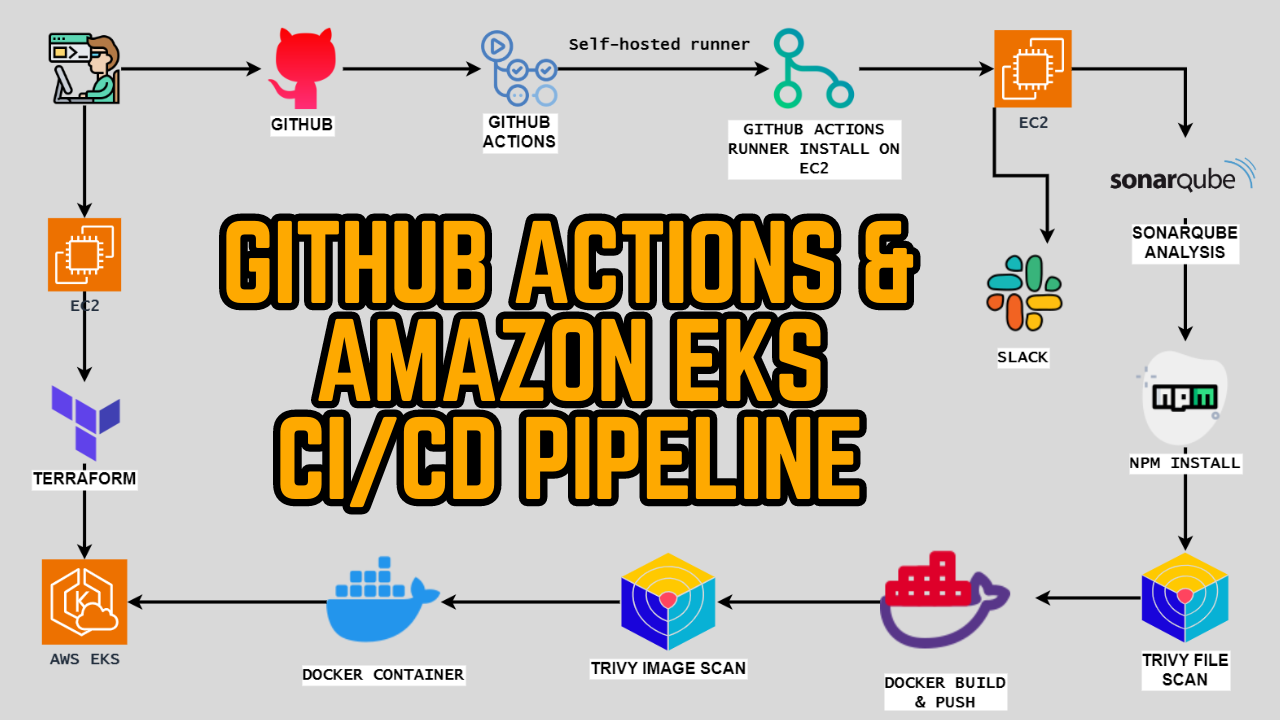 Self-hosted runner
GITHUB
GITHUB
ACTIONS
GITHUB ACTIONS
RUNNER INSTALL ON
EC2
EC2
sonarqube
SONARQUBE
ANALYSIS
EC2
GITHUB ACTIONS &
AMAZON EKS
CI/CD PIPELINE
SLACK
npm
NPM INSTALL
TERRAFORM
AWS EKS
DOCKER CONTAINER
TRIVY IMAGE SCAN
DOCKER BUILD
& PUSH
TRIVY FILE
SCAN